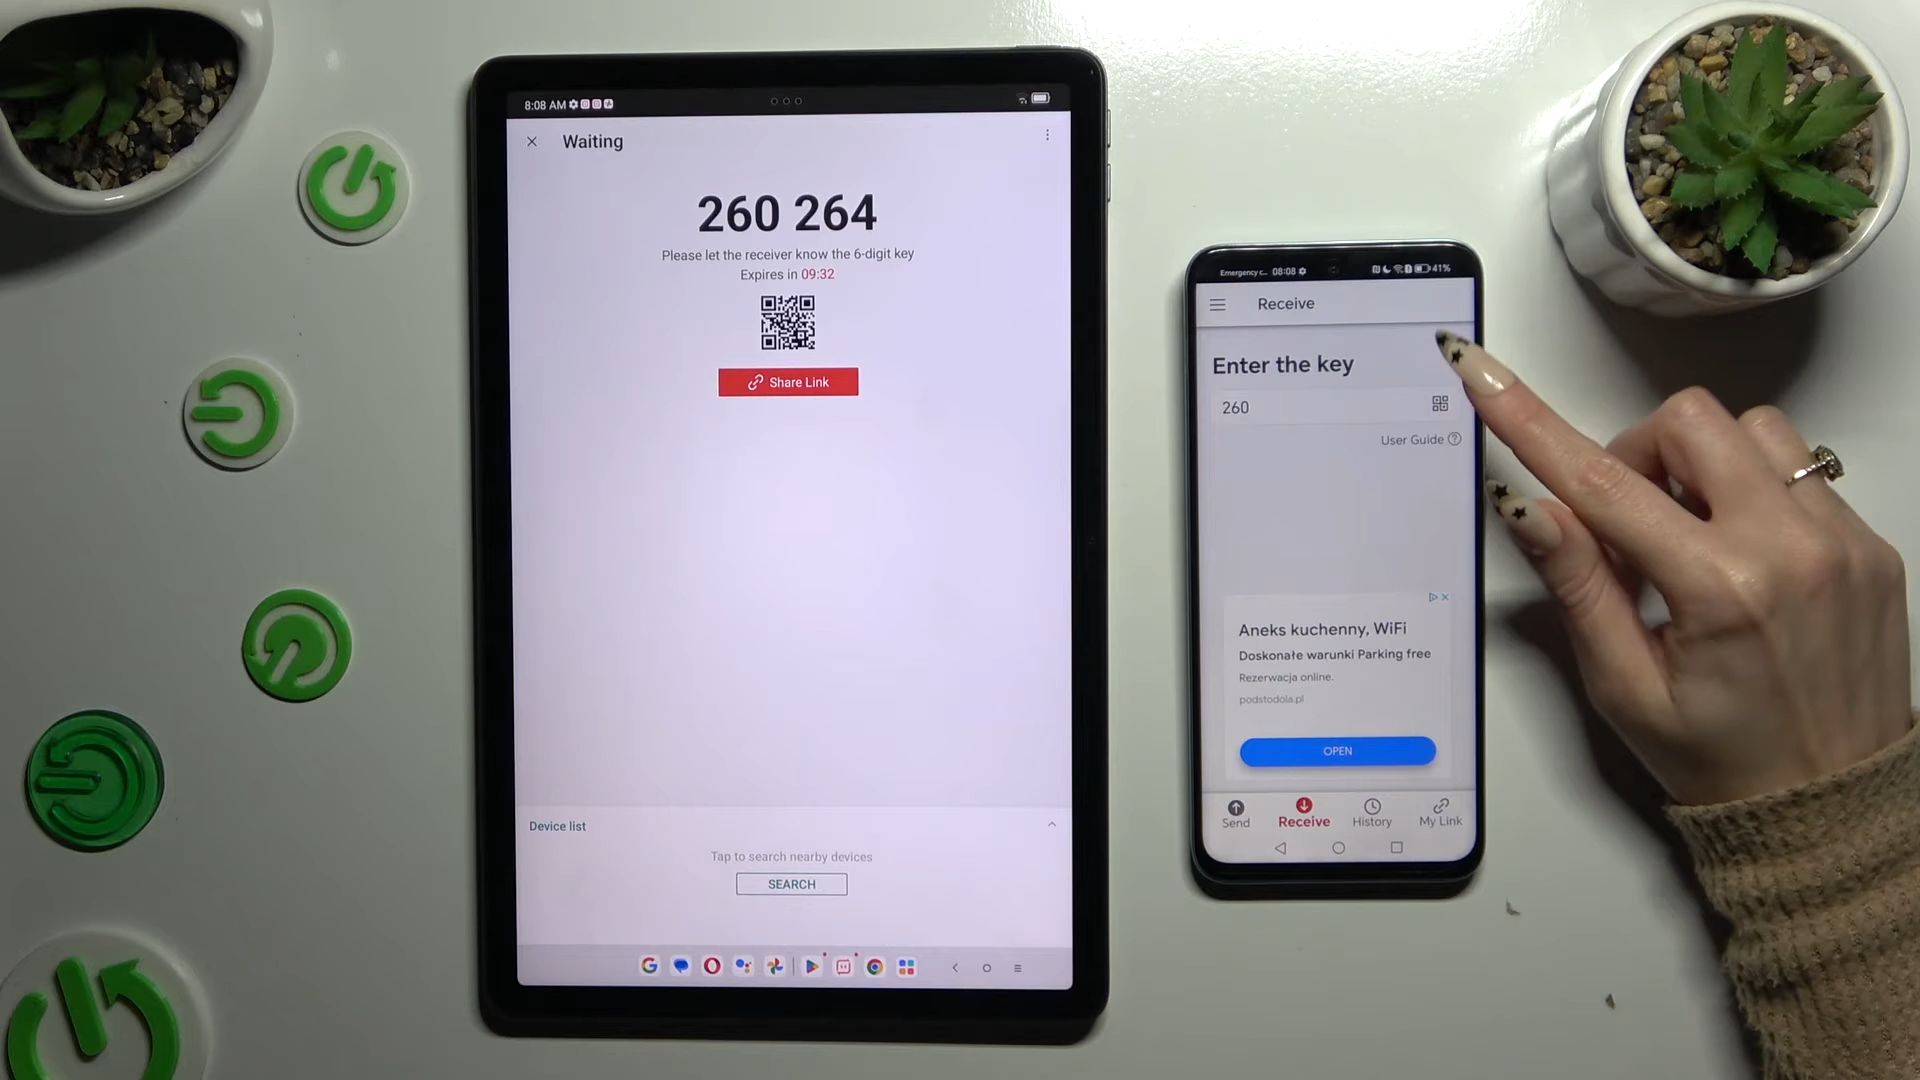 8:08 AM
Waiting
260 264
Please let the receiver know the 6-digit key
Expires in 09:32
Share Link
Device list
Tap to search nearby devices
SEARCH
Emergency c... 08:08 41%
Receive
Enter the key
260
User Guide ?
Aneks kuchenny, WiFi
Doskonałe warunki Parking free
Rezerwacja online.
podstodola.pl
OPEN
Send Receive History My Link